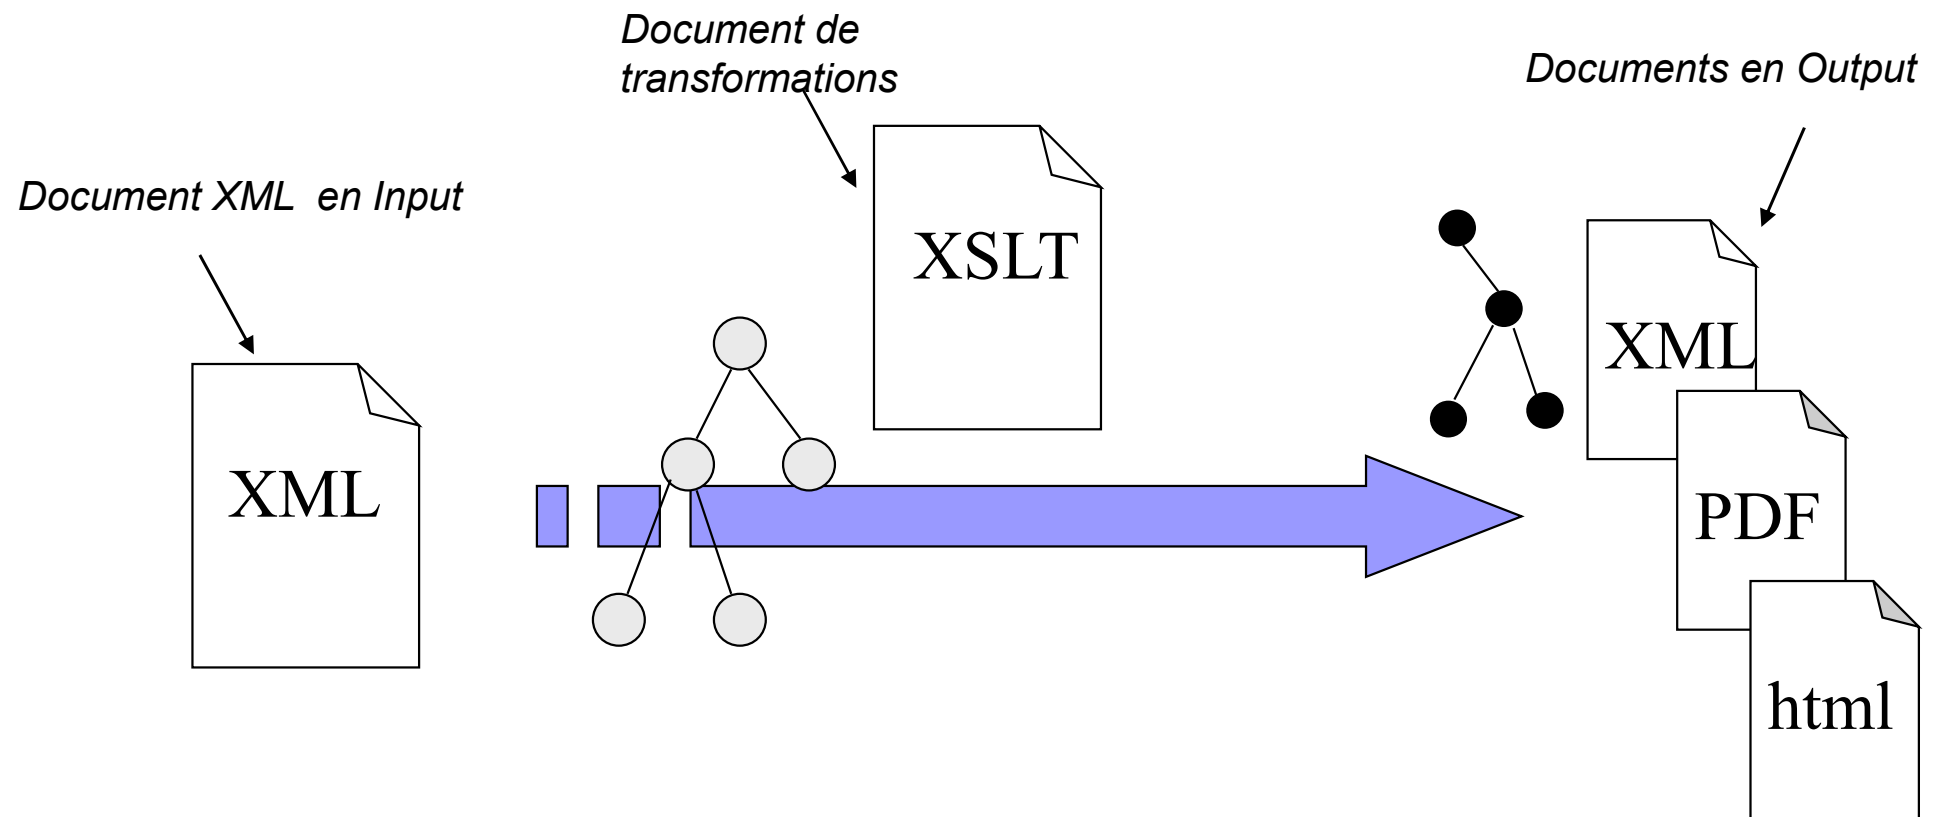 Document de
transformations
Documents en Output
Document XML en Input
XSLT
XML
XML
PDF
html